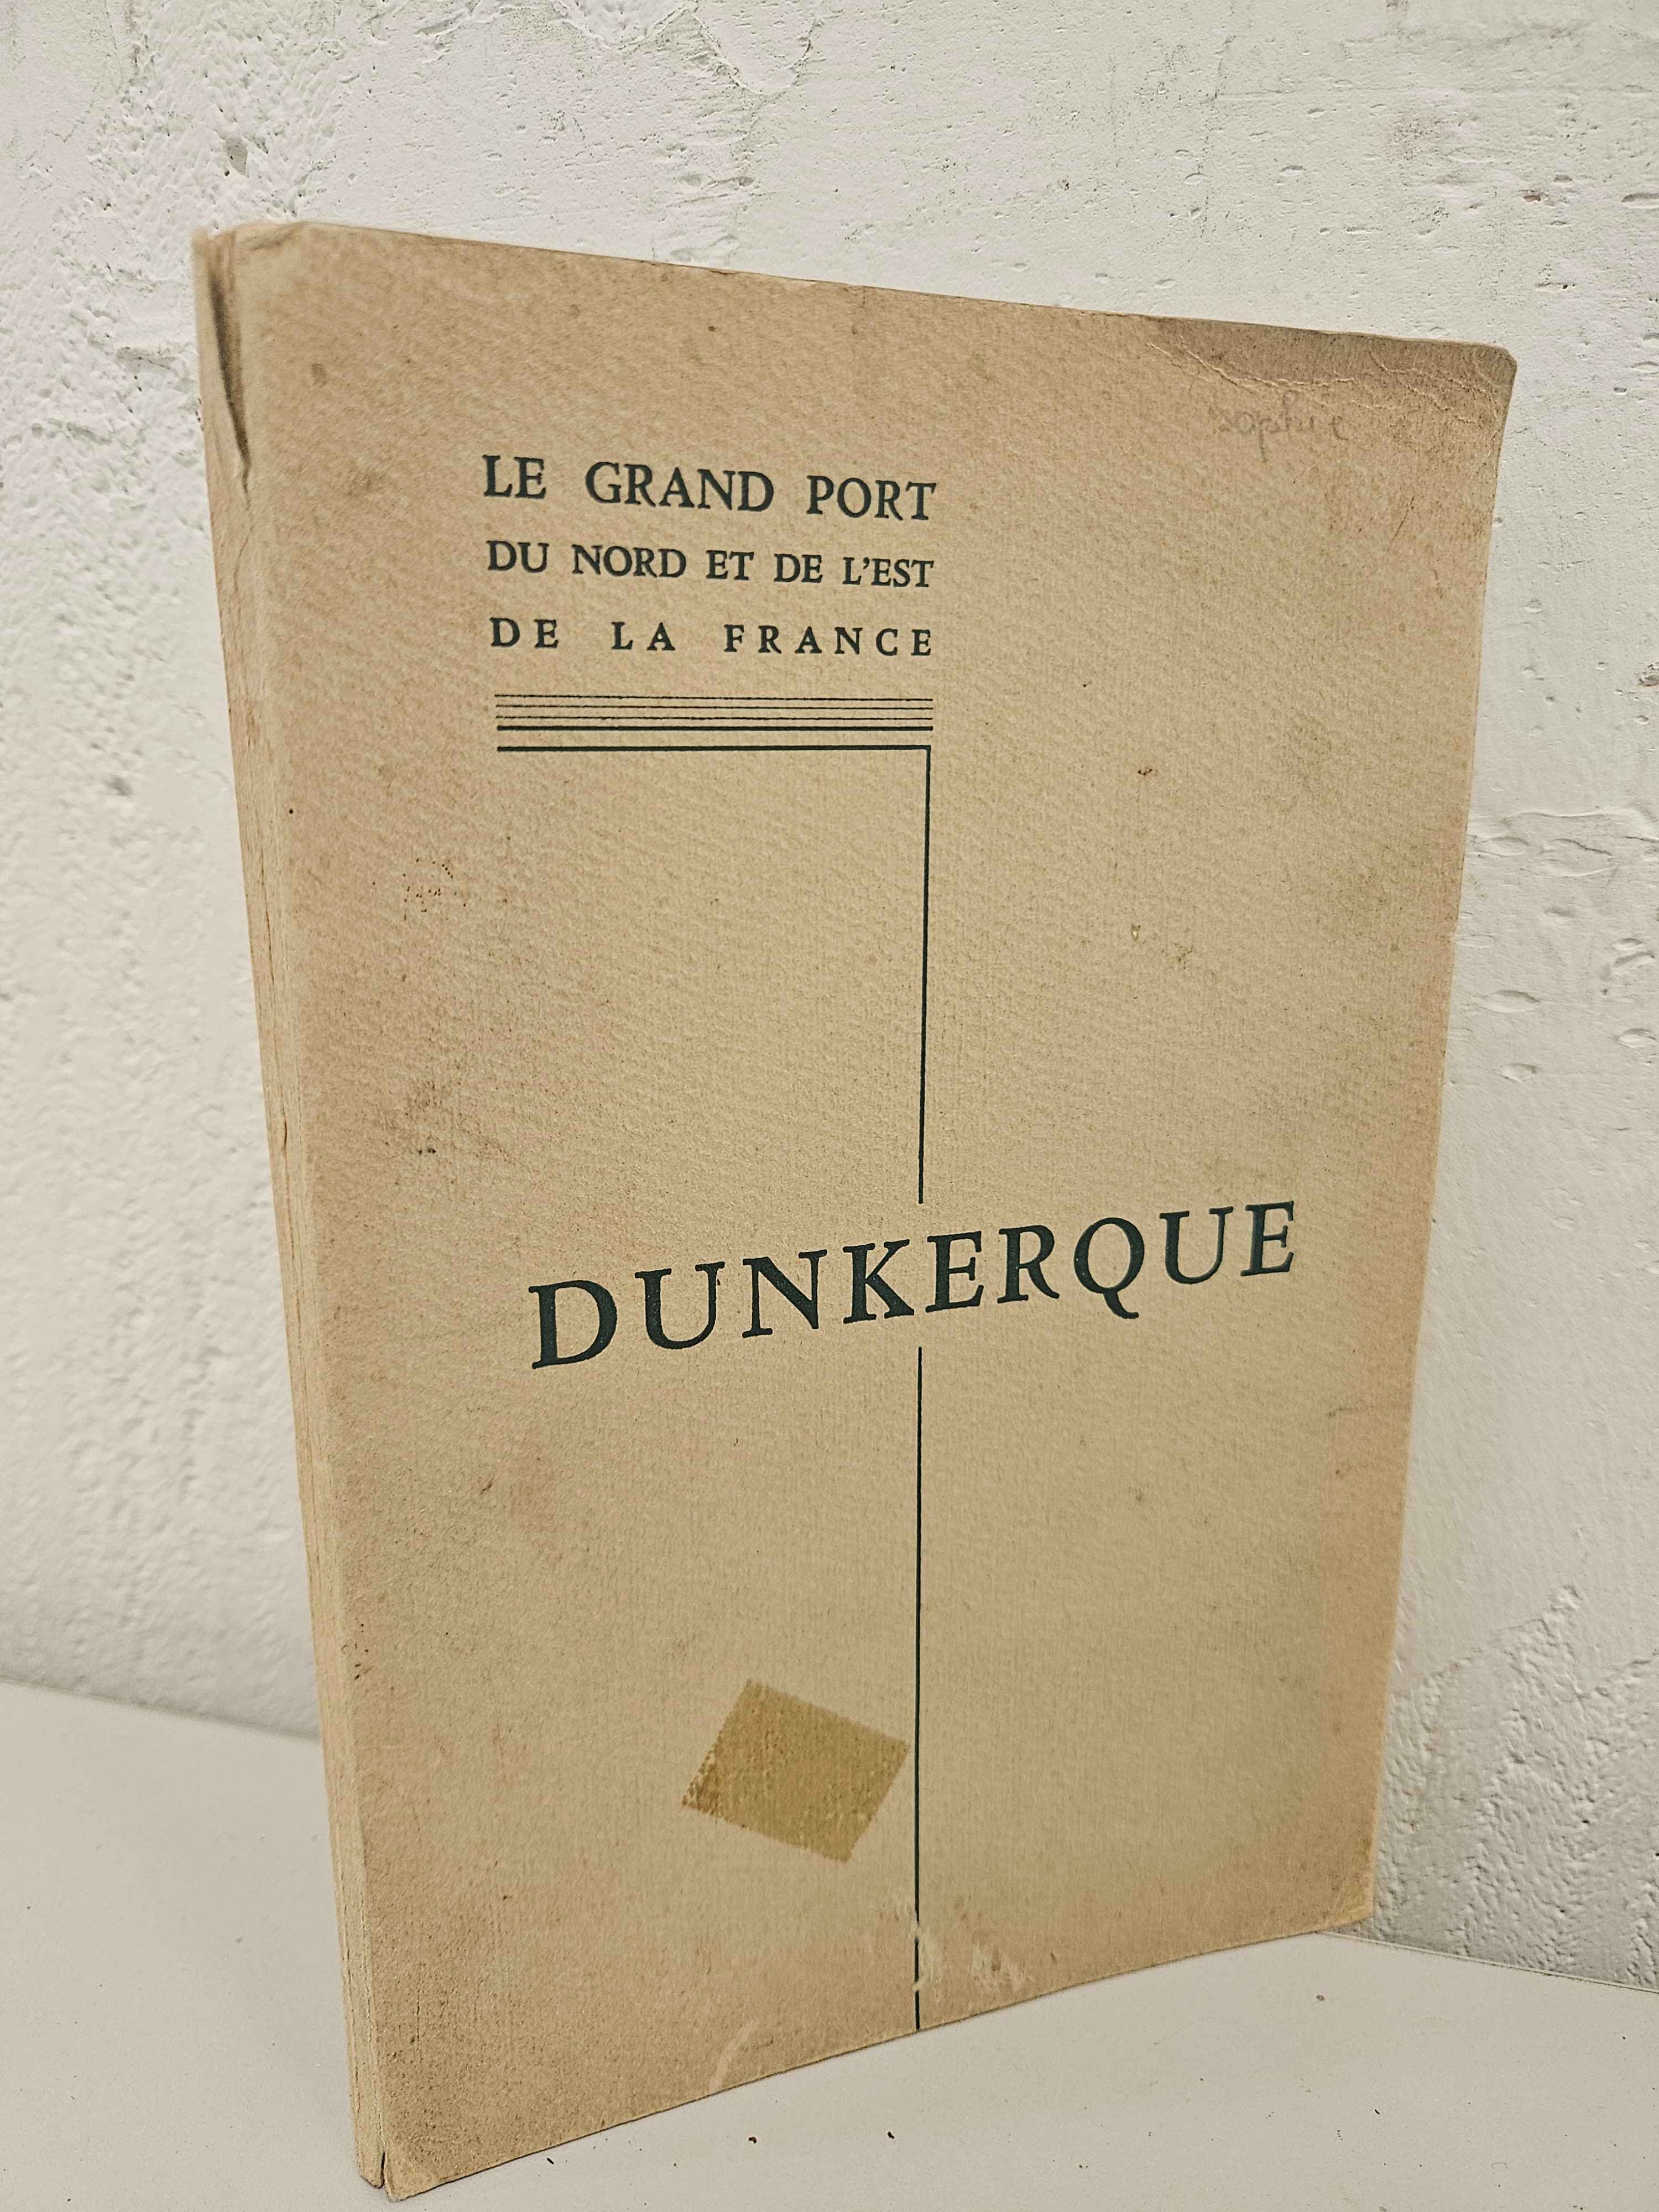 LE GRAND PORT
DU NORD ET DE L'EST
DE LA FRANCE
DUNKERQUE